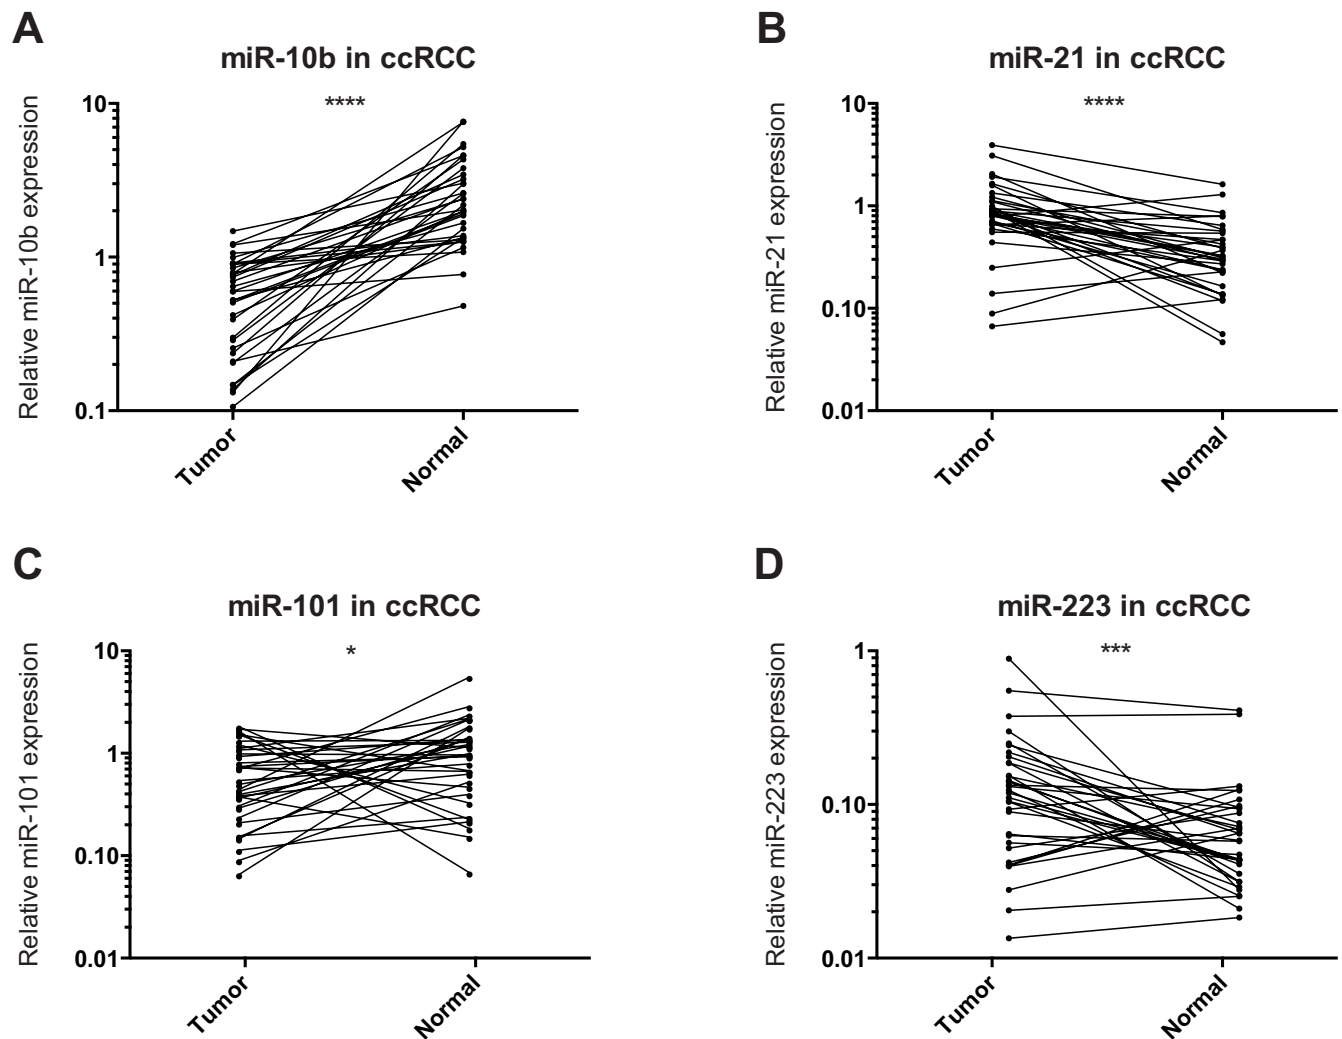 A
miR-10b in ccRCC
****
Relative miR-10b expression
10
1
0.1
Tumor
Normal
B
miR-21 in ccRCC
****
Relative miR-21 expression
10
1
0.10
0.01
Tumor
Normal
C
miR-101 in ccRCC
*
Relative miR-101 expression
10
1
0.10
0.01
Tumor
Normal
D
miR-223 in ccRCC
***
Relative miR-223 expression
1
0.10
0.01
Tumor
Normal